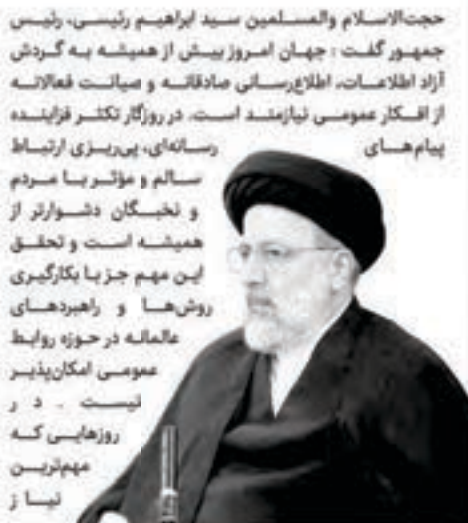 حجت‌الاسلام والمسلمین سید ابراهیم رئیسی، رئیس
جمهور گفت : جهان امروز بیش از همیشه به گردش
آزاد اطلاعات، اطلاع‌رسانی صادقانه و صیانت فعالانه
از افکار عمومی نیازمند است. در روزگار تکثر فزاینده
پیام‌های رسانه‌ای، پی‌ریزی ارتباط
سالم و مؤثر با مردم
و نخبگان دشوارتر از
همیشه است و تحقق
این مهم جز با بکارگیری
روش‌ها و راهبردهای
عالمانه در حوزه روابط
عمومی امکان‌پذیر
نیست . در
روزهایی که
مهم‌ترین
نیاز